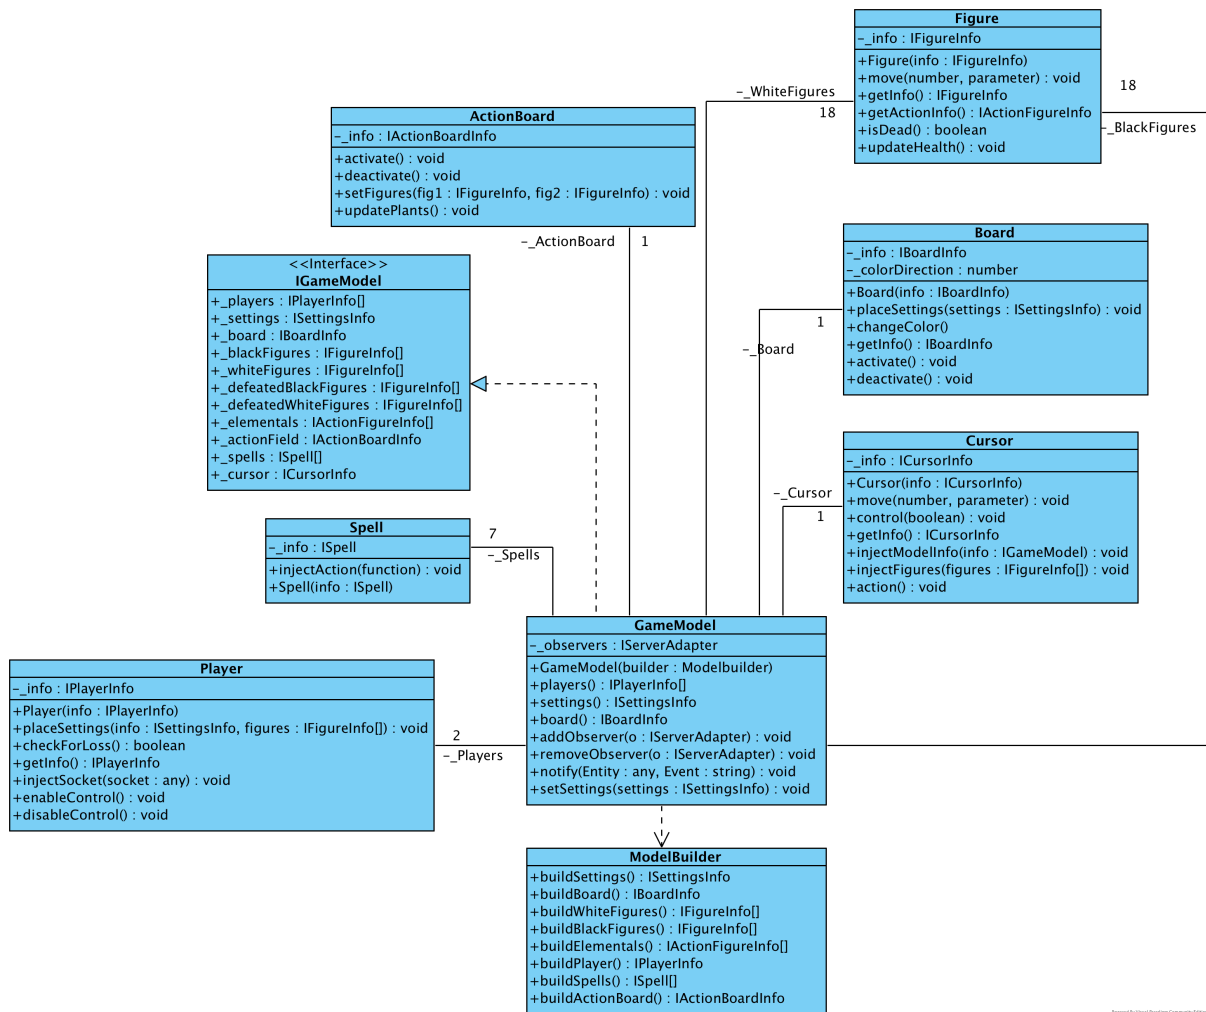 Figure
-_info : IFigureInfo
+Figure(info : IFigureInfo)
+move(number, parameter) : void
+getInfo() : IFigureInfo
+getActionInfo() : IActionFigureInfo
+isDead() : boolean
+updateHealth() : void
-_WhiteFigures
18
18
-_BlackFigures
ActionBoard
-_info : IActionBoardInfo
+activate() : void
+deactivate() : void
+setFigures(fig1 : IFigureInfo, fig2 : IFigureInfo) : void
+updatePlants() : void
-_ActionBoard
1
Board
-_info : IBoardInfo
-_colorDirection : number
+Board(info : IBoardInfo)
+placeSettings(settings : ISettingsInfo) : void
+changeColor()
+getInfo() : IBoardInfo
+activate() : void
+deactivate() : void
1
-_Board
<<Interface>>
IGameModel
+_players : IPlayerInfo[]
+_settings : ISettingsInfo
+_board : IBoardInfo
+_blackFigures : IFigureInfo[]
+_whiteFigures : IFigureInfo[]
+_defeatedBlackFigures : IFigureInfo[]
+_defeatedWhiteFigures : IFigureInfo[]
+_elementals : IActionFigureInfo[]
+_actionField : IActionBoardInfo
+_spells : ISpell[]
+_cursor : ICursorInfo
Cursor
-_info : ICursorInfo
+Cursor(info : ICursorInfo)
+move(number, parameter) : void
+control(boolean) : void
+getInfo() : ICursorInfo
+injectModelInfo(info : IGameModel) : void
+injectFigures(figures : IFigureInfo[]) : void
+action() : void
-_Cursor
1
Spell
-_info : ISpell
+injectAction(function) : void
+Spell(info : ISpell)
7
-_Spells
GameModel
-_observers : IServerAdapter
+GameModel(builder : Modelbuilder)
+players() : IPlayerInfo[]
+settings() : ISettingsInfo
+board() : IBoardInfo
+addObserver(o : IServerAdapter) : void
+removeObserver(o : IServerAdapter) : void
+notify(Entity : any, Event : string) : void
+setSettings(settings : ISettingsInfo) : void
Player
-_info : IPlayerInfo
+Player(info : IPlayerInfo)
+placeSettings(info : ISettingsInfo, figures : IFigureInfo[]) : void
+checkForLoss() : boolean
+getInfo() : IPlayerInfo
+injectSocket(socket : any) : void
+enableControl() : void
+disableControl() : void
2
-_Players
ModelBuilder
+buildSettings() : ISettingsInfo
+buildBoard() : IBoardInfo
+buildWhiteFigures() : IFigureInfo[]
+buildBlackFigures() : IFigureInfo[]
+buildElementals() : IActionFigureInfo[]
+buildPlayer() : IPlayerInfo
+buildSpells() : ISpell[]
+buildActionBoard() : IActionBoardInfo